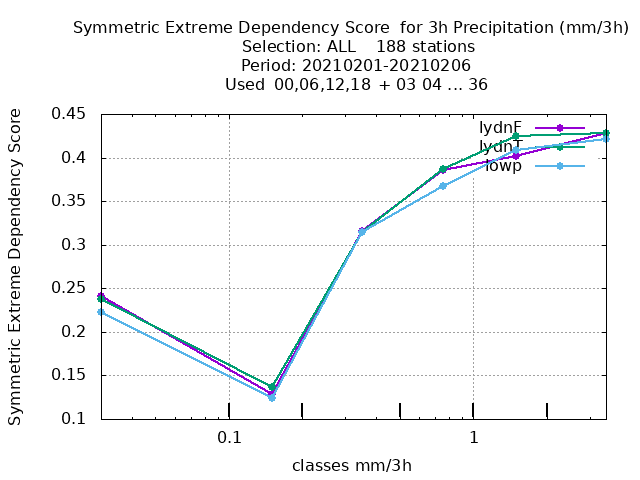 Symmetric Extreme Dependency Score  for 3h Precipitation (mm/3h)
Selection: ALL    188 stations
Period: 20210201-20210206
Used  00,06,12,18  + 03 04 ... 36
Symmetric Extreme Dependency Score
0.45
0.4
0.35
0.3
0.25
0.2
0.15
0.1
lydnF
lydnT
lowp
0.1
1
classes mm/3h